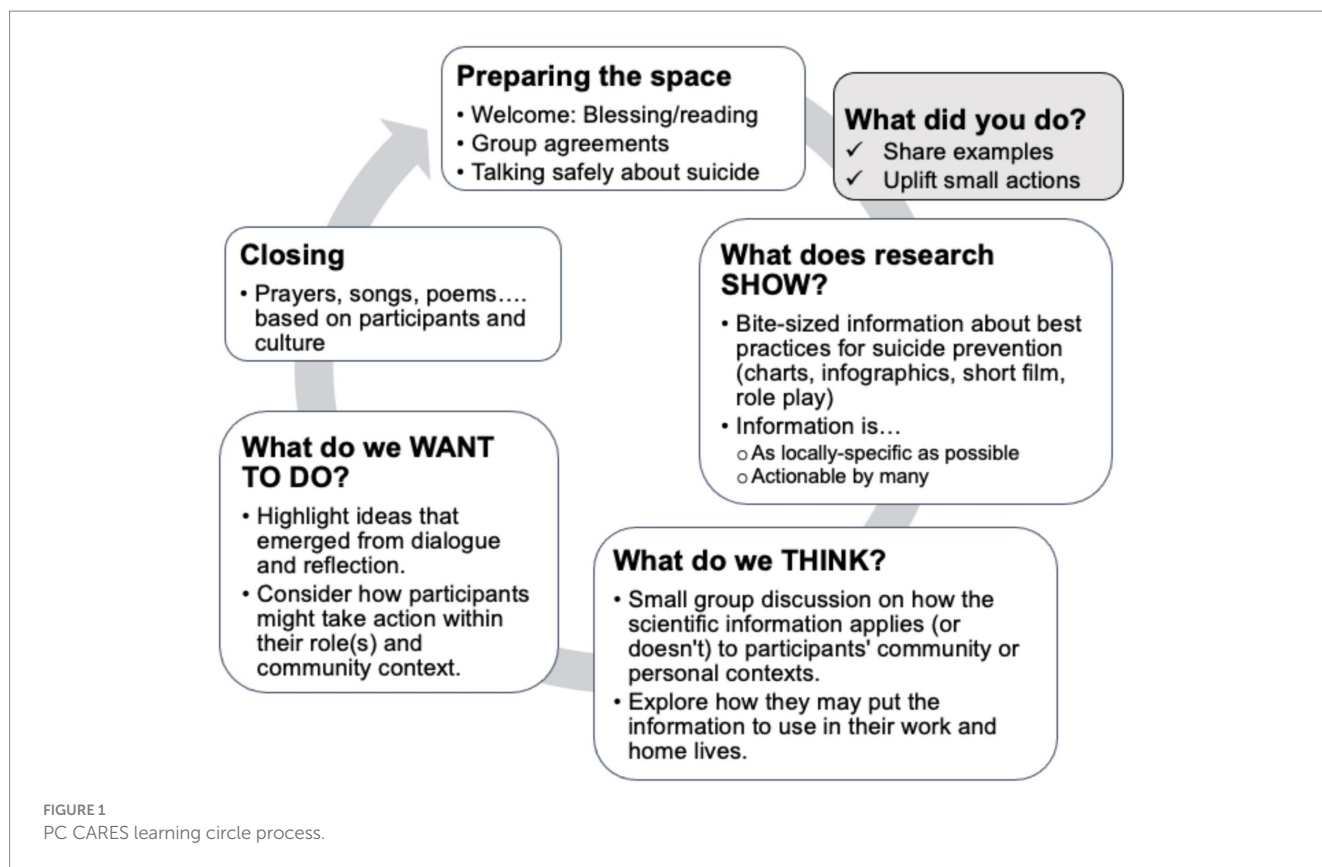 Preparing the space
• Welcome: Blessing/reading
• Group agreements
• Talking safely about suicide
What did you do?
✓ Share examples
✓ Uplift small actions
What does research
SHOW?
• Bite-sized information about best
practices for suicide prevention
(charts, infographics, short film,
role play)
• Information is…
o As locally-specific as possible
o Actionable by many
What do we THINK?
• Small group discussion on how the
scientific information applies (or
doesn't) to participants' community or
personal contexts.
• Explore how they may put the
information to use in their work and
home lives.
What do we WANT
TO DO?
• Highlight ideas that
emerged from dialogue
and reflection.
• Consider how participants
might take action within
their role(s) and
community context.
Closing
• Prayers, songs, poems….
based on participants and
culture
FIGURE 1
PC CARES learning circle process.